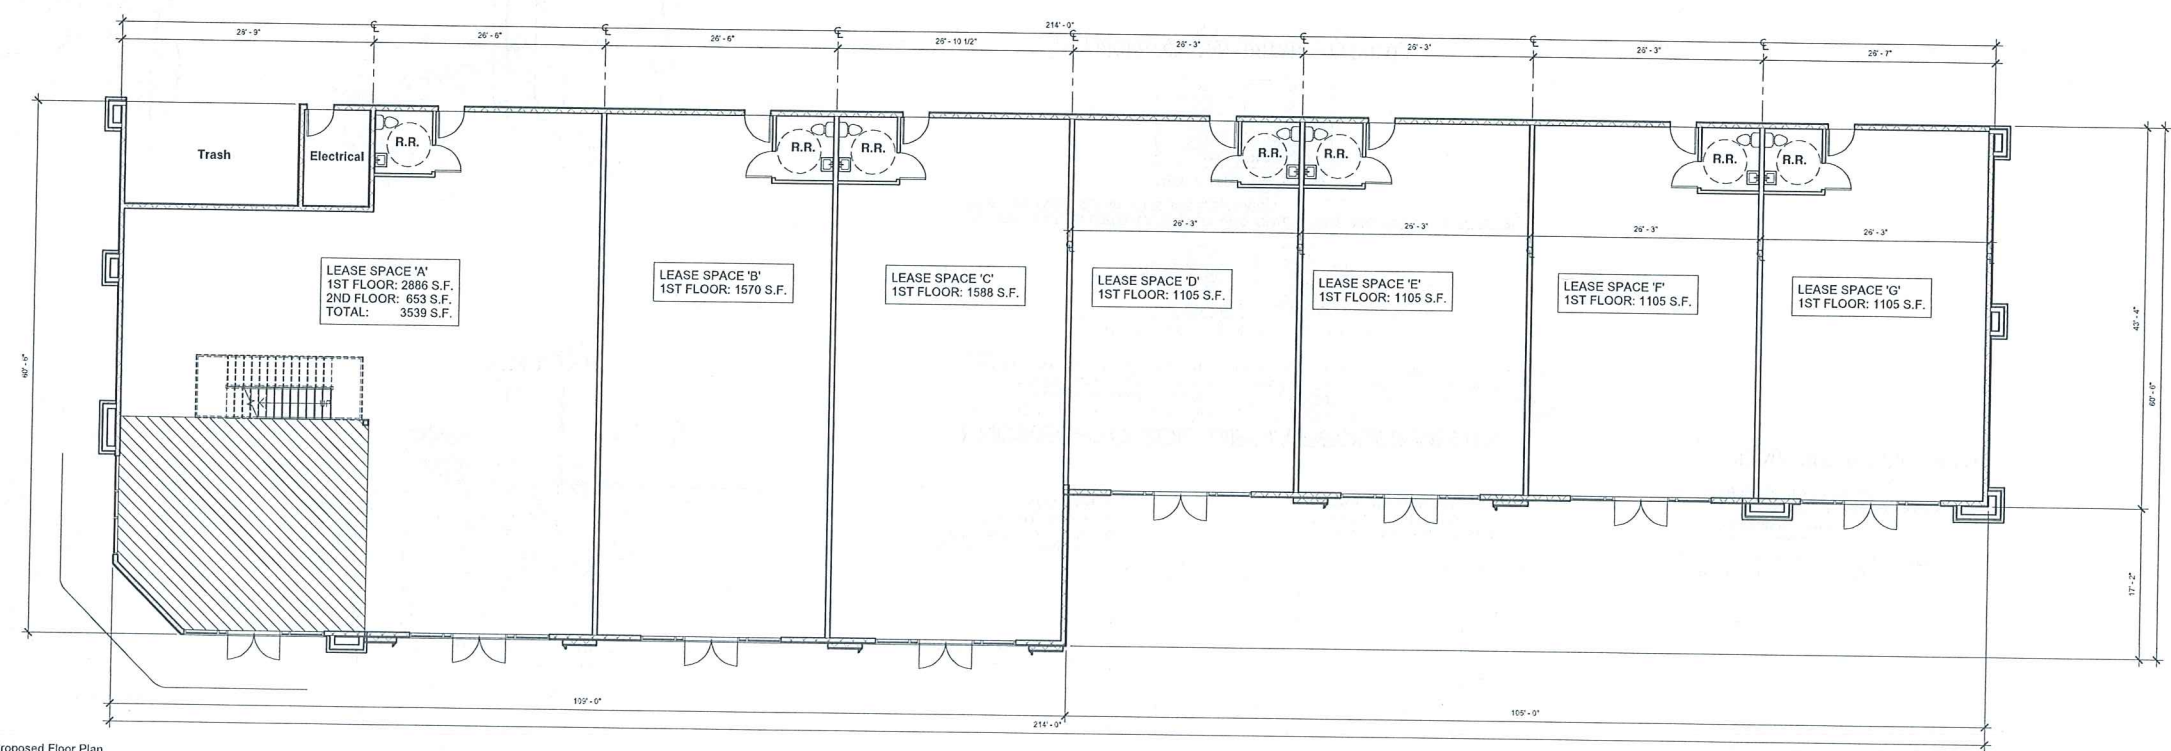 214' - 0"
28' - 9"
26' - 6"
26' - 6"
26' - 10 1/2"
26' - 3"
26' - 3"
26' - 3"
26' - 7"
Trash
Electrical
R.R.
R.R.
R.R.
R.R.
R.R.
R.R.
R.R.
26' - 3"
26' - 3"
26' - 3"
26' - 3"
LEASE SPACE 'A'
1ST FLOOR: 2886 S.F.
2ND FLOOR: 653 S.F.
TOTAL: 3539 S.F.
LEASE SPACE 'B'
1ST FLOOR: 1570 S.F.
LEASE SPACE 'C'
1ST FLOOR: 1588 S.F.
LEASE SPACE 'D'
1ST FLOOR: 1105 S.F.
LEASE SPACE 'E'
1ST FLOOR: 1105 S.F.
LEASE SPACE 'F'
1ST FLOOR: 1105 S.F.
LEASE SPACE 'G'
1ST FLOOR: 1105 S.F.
60' - 6"
43' - 4"
60' - 6"
17' - 2"
109' - 0"
105' - 0"
214' - 0"
roposed Floor Plan